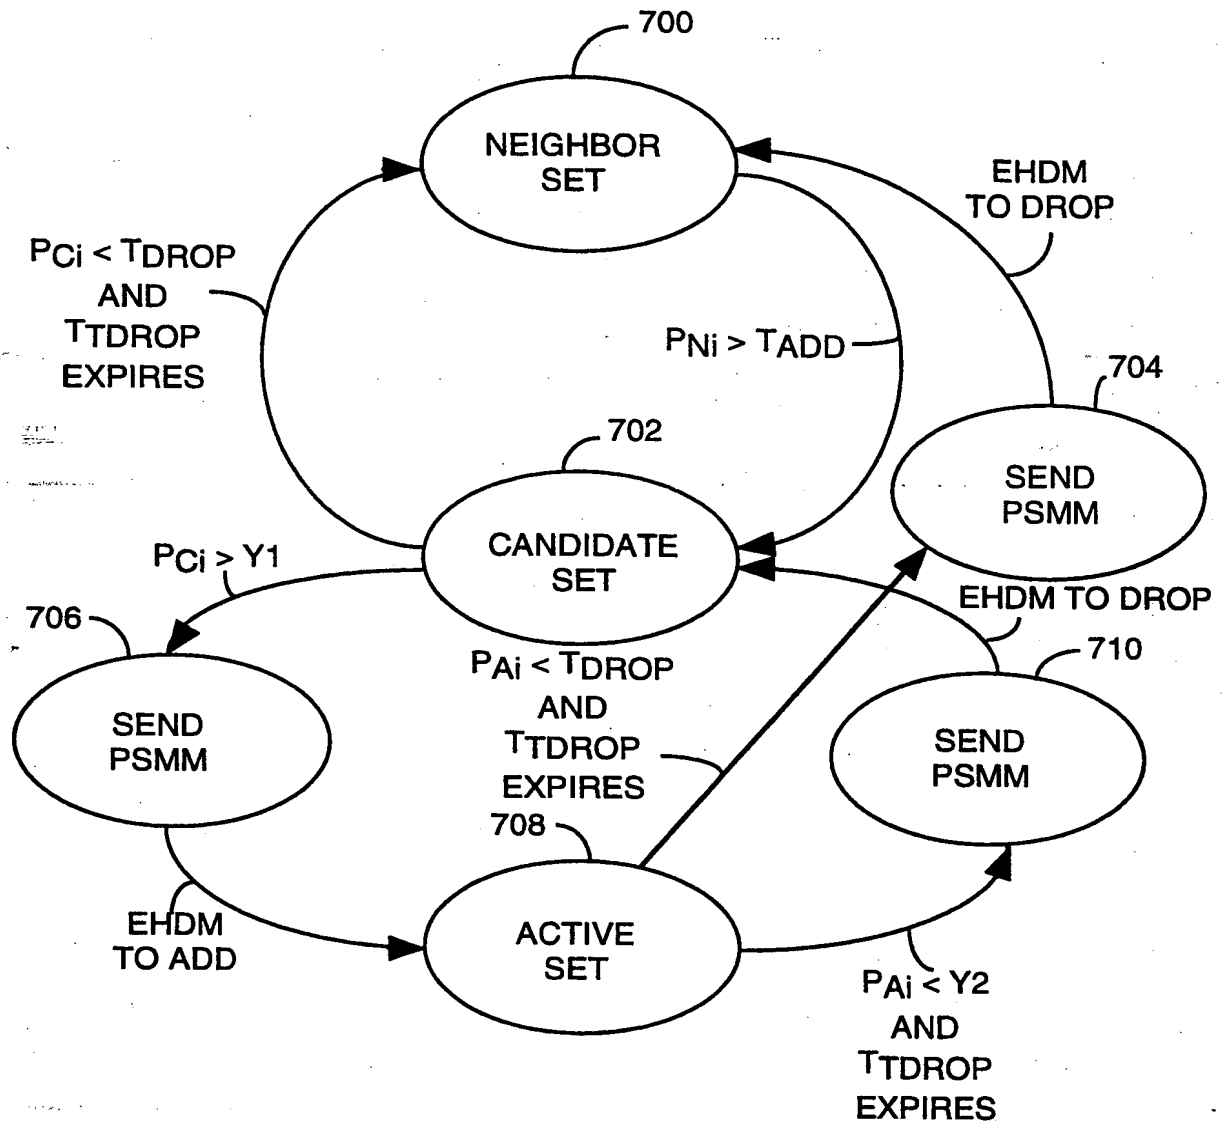 700
NEIGHBOR
SET
EHDM
TO DROP
PCi < TDROP
AND
TTDROP
EXPIRES
PNi > TADD
704
SEND
PSMM
702
CANDIDATE
SET
PCi > Y1
EHDM TO DROP
706
SEND
PSMM
PAi < TDROP
AND
TTDROP
EXPIRES
710
SEND
PSMM
708
ACTIVE
SET
EHDM
TO ADD
PAi < Y2
AND
TTDROP
EXPIRES